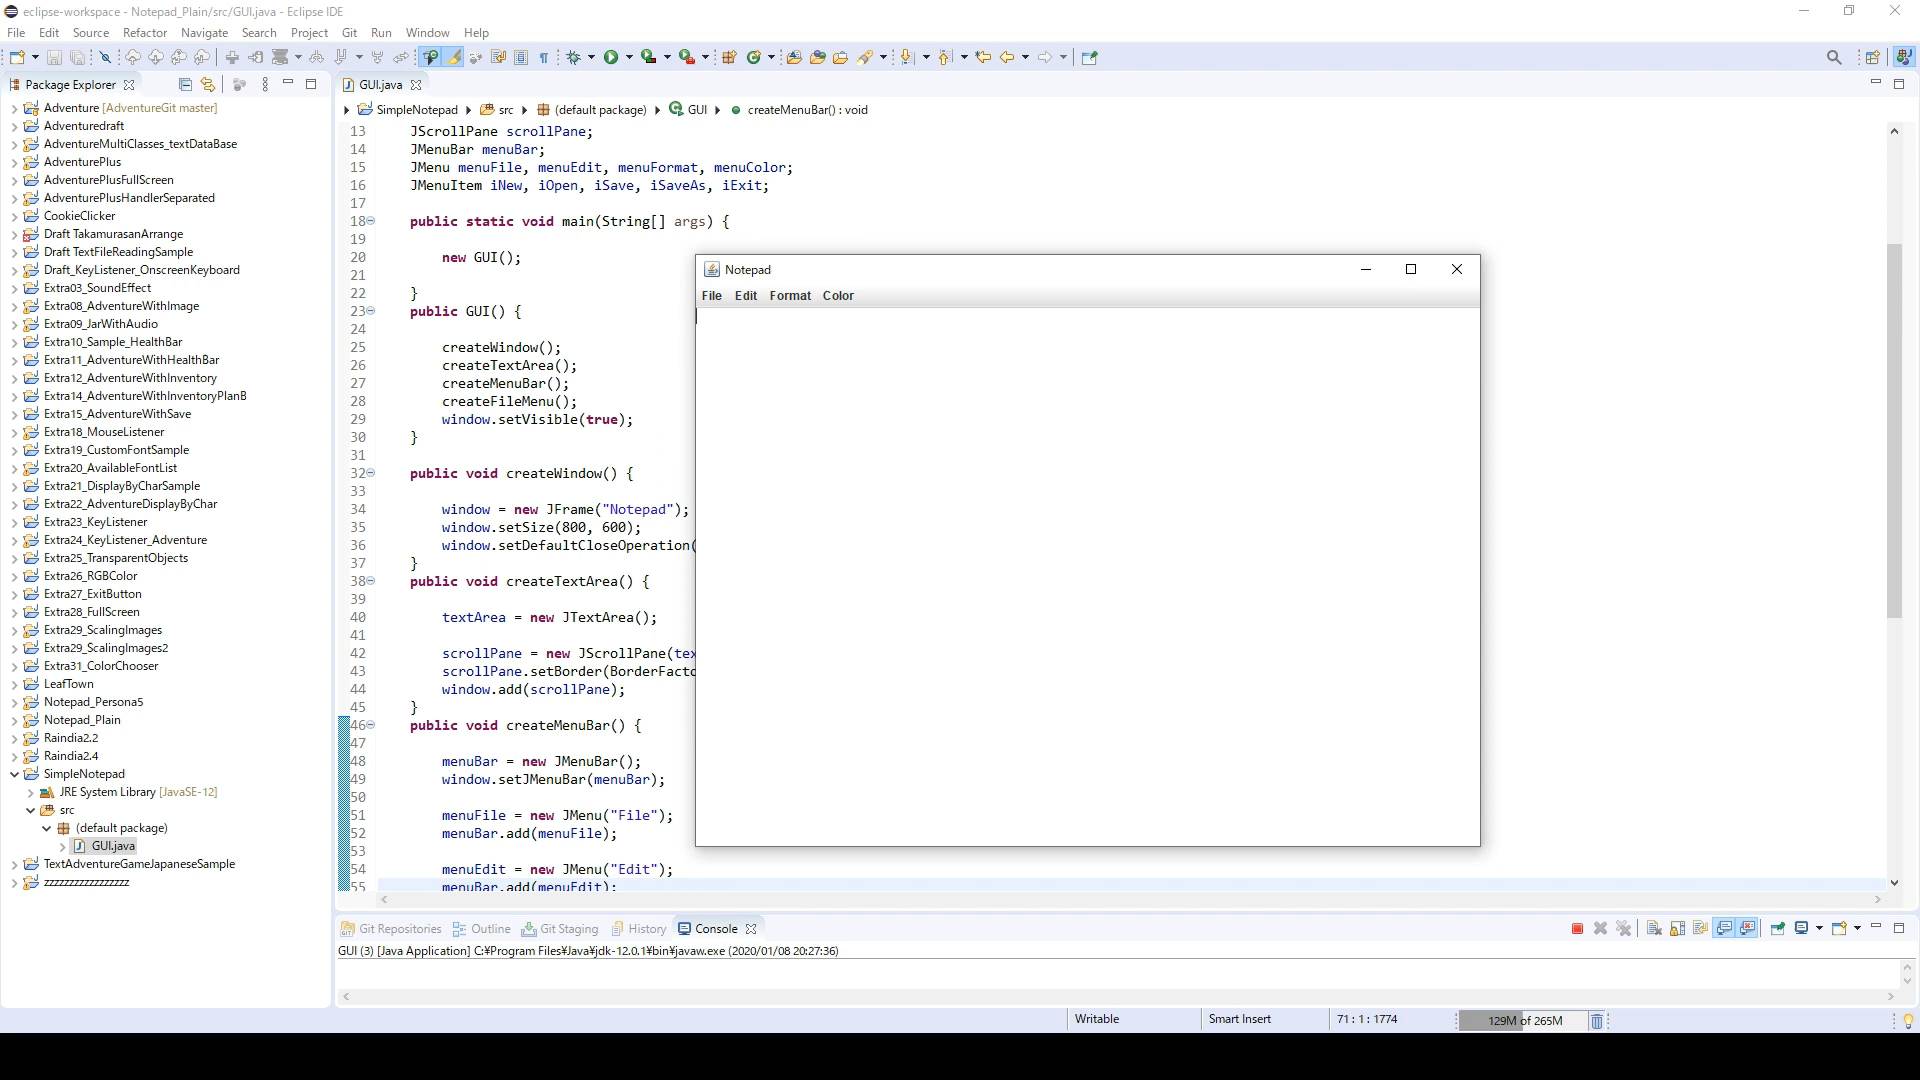 eclipse-workspace - Notepad_Plain/src/GUI.java - Eclipse IDE
File Edit Source Refactor Navigate Search Project Git Run Window Help
Package Explorer
Adventure [AdventureGit master]
Adventuredraft
AdventureMultiClasses_textDataBase
AdventurePlus
AdventurePlusFullScreen
AdventurePlusHandlerSeparated
CookieClicker
Draft TakamurasanArrange
Draft TextFileReadingSample
Draft_KeyListener_OnscreenKeyboard
Extra03_SoundEffect
Extra08_AdventureWithImage
Extra09_JarWithAudio
Extra10_Sample_HealthBar
Extra11_AdventureWithHealthBar
Extra12_AdventureWithInventory
Extra14_AdventureWithInventoryPlanB
Extra15_AdventureWithSave
Extra18_MouseListener
Extra19_CustomFontSample
Extra20_AvailableFontList
Extra21_DisplayByCharSample
Extra22_AdventureDisplayByChar
Extra23_KeyListener
Extra24_KeyListener_Adventure
Extra25_TransparentObjects
Extra26_RGBColor
Extra27_ExitButton
Extra28_FullScreen
Extra29_ScalingImages
Extra29_ScalingImages2
Extra31_ColorChooser
LeafTown
Notepad_Persona5
Notepad_Plain
Raindia2.2
Raindia2.4
SimpleNotepad
JRE System Library [JavaSE-12]
src
(default package)
GUI.java
TextAdventureGameJapaneseSample
zzzzzzzzzzzzzzzzz
GUI.java
SimpleNotepad src (default package) GUI createMenuBar() : void
13 JScrollPane scrollPane;
14 JMenuBar menuBar;
15 JMenu menuFile, menuEdit, menuFormat, menuColor;
16 JMenuItem iNew, iOpen, iSave, iSaveAs, iExit;
17
18 public static void main(String[] args) {
19
20 new GUI();
21
22 }
23 public GUI() {
24
25 createWindow();
26 createTextArea();
27 createMenuBar();
28 createFileMenu();
29 window.setVisible(true);
30 }
31
32 public void createWindow() {
33
34 window = new JFrame("Notepad");
35 window.setSize(800, 600);
36 window.setDefaultCloseOperation(
37 }
38 public void createTextArea() {
39
40 textArea = new JTextArea();
41
42 scrollPane = new JScrollPane(tex
43 scrollPane.setBorder(BorderFacto
44 window.add(scrollPane);
45 }
46 public void createMenuBar() {
47
48 menuBar = new JMenuBar();
49 window.setJMenuBar(menuBar);
50
51 menuFile = new JMenu("File");
52 menuBar.add(menuFile);
53
54 menuEdit = new JMenu("Edit");
55 menuBar.add(menuEdit);
Notepad
File Edit Format Color
Git Repositories Outline Git Staging History Console
GUI (3) [Java Application] C:¥Program Files¥Java¥jdk-12.0.1¥bin¥javaw.exe (2020/01/08 20:27:36)
Writable Smart Insert 71 : 1 : 1774 129M of 265M